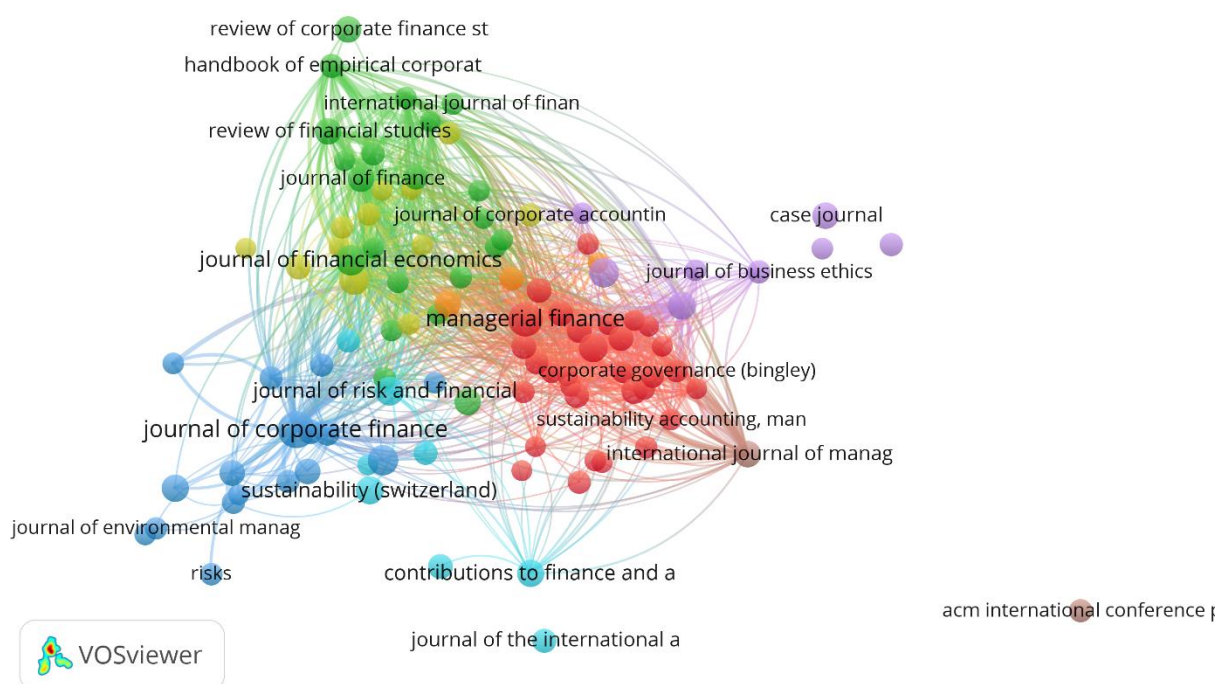 review of corporate finance st
handbook of empirical corporat
international journal of finan
review of financial studies
journal of finance
journal of corporate accountin
case journal
journal of financial economics
journal of business ethics
managerial finance
corporate governance (bingley)
journal of risk and financial
sustainability accounting, man
journal of corporate finance
international journal of manag
sustainability (switzerland)
journal of environmental manag
risks
contributions to finance and a
acm international conference p
journal of the international a
VOSviewer